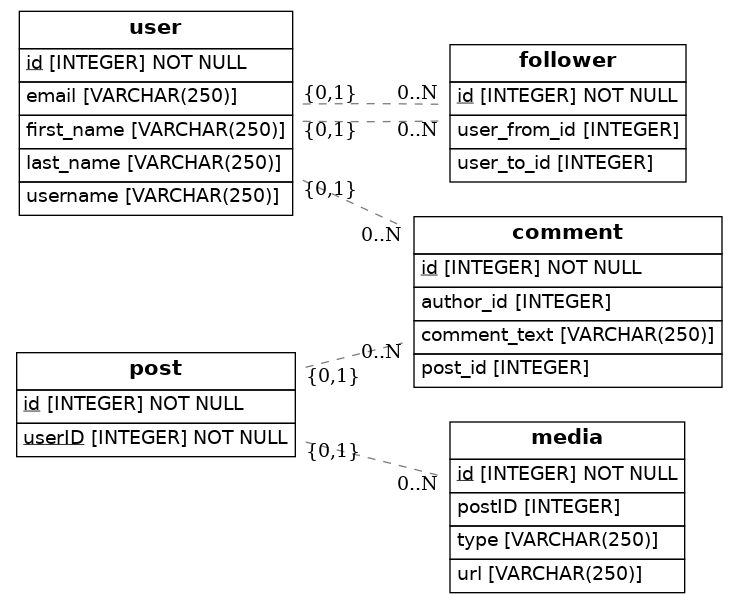 user
id [INTEGER] NOT NULL
email [VARCHAR(250)]
first_name [VARCHAR(250)]
last_name [VARCHAR(250)]
username [VARCHAR(250)]
{0,1}
0..N
{0,1}
0..N
{0,1}
0..N
follower
id [INTEGER] NOT NULL
user_from_id [INTEGER]
user_to_id [INTEGER]
comment
id [INTEGER] NOT NULL
author_id [INTEGER]
comment_text [VARCHAR(250)]
post_id [INTEGER]
post
id [INTEGER] NOT NULL
userID [INTEGER] NOT NULL
0..N
{0,1}
{0,1}
0..N
media
id [INTEGER] NOT NULL
postID [INTEGER]
type [VARCHAR(250)]
url [VARCHAR(250)]